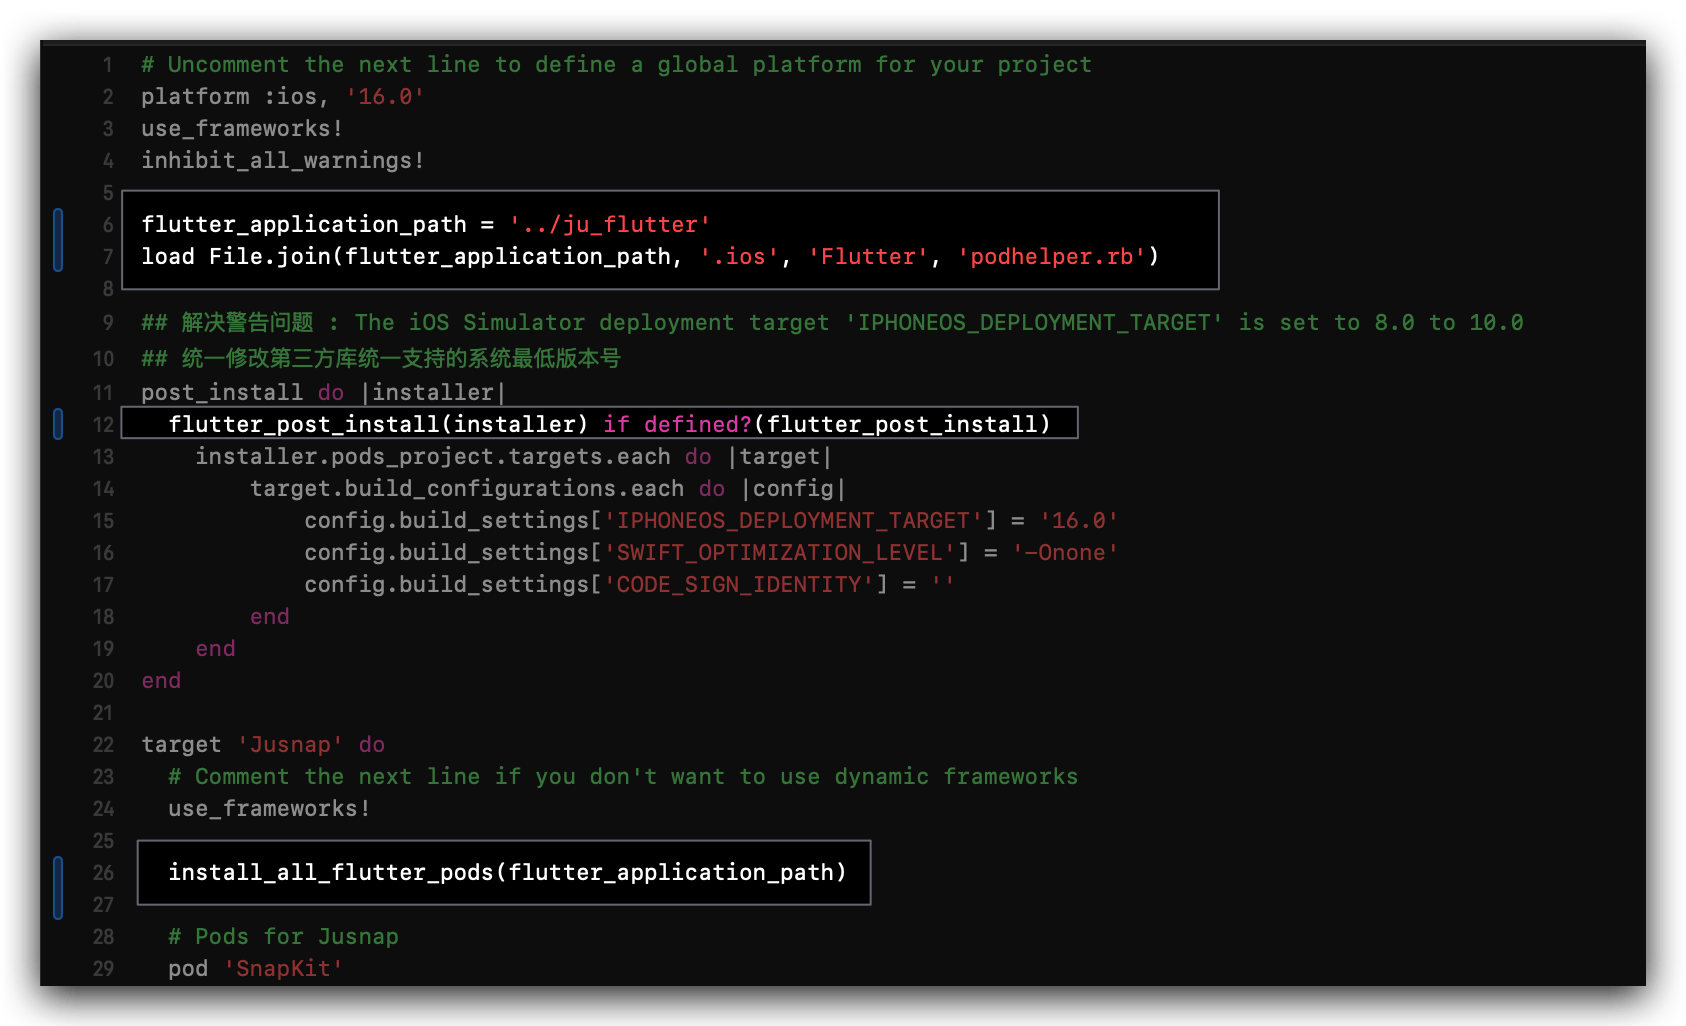 1 # Uncomment the next line to define a global platform for your project
2 platform :ios, '16.0'
3 use_frameworks!
4 inhibit_all_warnings!
5
6 flutter_application_path = '../ju_flutter'
7 load File.join(flutter_application_path, '.ios', 'Flutter', 'podhelper.rb')
8
9 ## 解决警告问题 : The iOS Simulator deployment target 'IPHONEOS_DEPLOYMENT_TARGET' is set to 8.0 to 10.0
10 ## 统一修改第三方库统一支持的系统最低版本号
11 post_install do |installer|
12   flutter_post_install(installer) if defined?(flutter_post_install)
13     installer.pods_project.targets.each do |target|
14         target.build_configurations.each do |config|
15             config.build_settings['IPHONEOS_DEPLOYMENT_TARGET'] = '16.0'
16             config.build_settings['SWIFT_OPTIMIZATION_LEVEL'] = '-Onone'
17             config.build_settings['CODE_SIGN_IDENTITY'] = ''
18         end
19     end
20 end
21
22 target 'Jusnap' do
23   # Comment the next line if you don't want to use dynamic frameworks
24   use_frameworks!
25
26   install_all_flutter_pods(flutter_application_path)
27
28   # Pods for Jusnap
29   pod 'SnapKit'